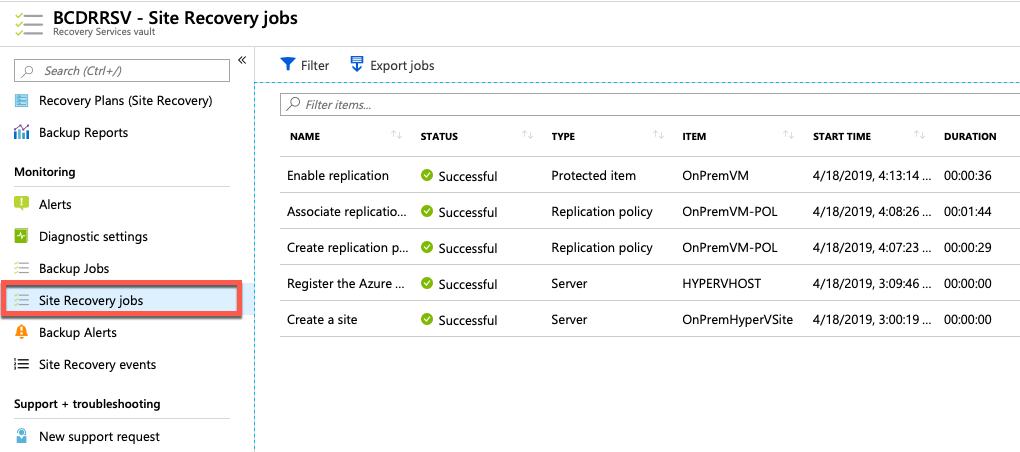 BCDRRSV - Site Recovery jobs
Recovery Services vault
Search (Ctrl+/)
«
Recovery Plans (Site Recovery)
Backup Reports
Monitoring
Alerts
Diagnostic settings
Backup Jobs
Site Recovery jobs
Backup Alerts
Site Recovery events
Support + troubleshooting
New support request
Filter Export jobs
Filter items...
NAME STATUS TYPE ITEM START TIME DURATION
Enable replication Successful Protected item OnPremVM 4/18/2019, 4:13:14 ... 00:00:36
Associate replicatio... Successful Replication policy OnPremVM-POL 4/18/2019, 4:08:26 ... 00:01:44
Create replication p... Successful Replication policy OnPremVM-POL 4/18/2019, 4:07:23 ... 00:00:29
Register the Azure ... Successful Server HYPERVHOST 4/18/2019, 3:09:46 ... 00:00:00
Create a site Successful Server OnPremHyperVSite 4/18/2019, 3:00:19 ... 00:00:00